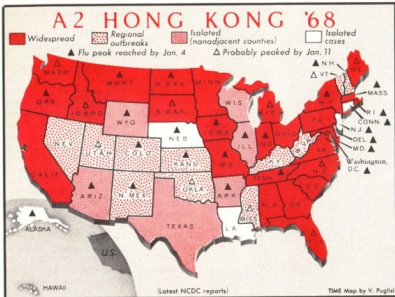 A2 HONG KONG '68
Widespread
Regional outbreaks
Isolated (nonadjacent counties)
Isolated cases
▲ Flu peak reached by Jan. 4
△ Probably peaked by Jan. 11
WASH
MONT
N. DAK
MINN
ORE
IDAHO
S. DAK
WIS
MICH
WYO
NEB
IOWA
ILL
IND
OHIO
PA
N.Y.
ME
N.H.
VT
MASS
R I
CONN
N.J.
DEL
MD
Washington, D.C.
NEV
UTAH
COLO
KANS
MO
KY
VA
CALIF
ARIZ
N. MEX
OKLA
ARK
TENN
N.C.
S.C.
TEXAS
LA
MISS
ALA
GA
FLA
ALASKA
U.S.
HAWAII
(Latest NCDC reports)
TIME Map by V. Puglisi